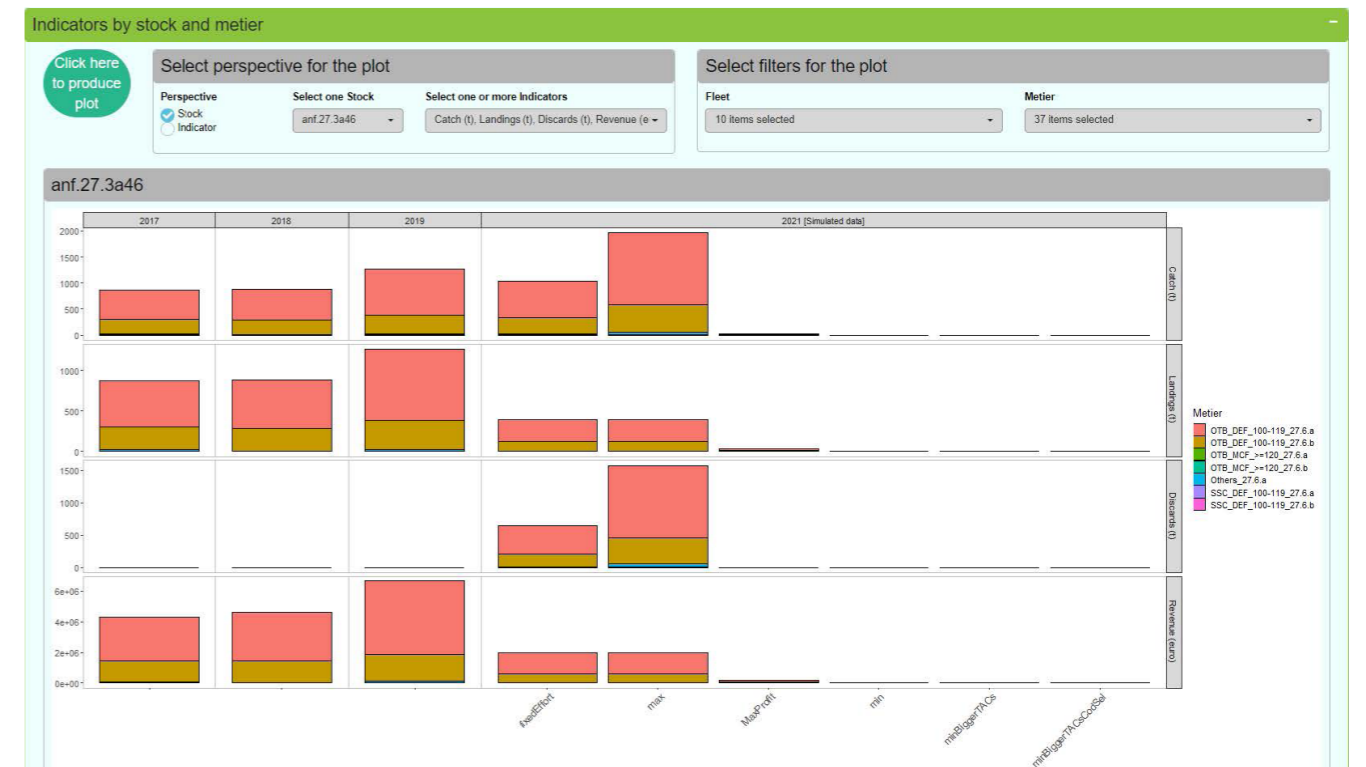 Indicators by stock and metier
Click here
to produce
plot
Select perspective for the plot
Perspective
Stock
Indicator
Select one Stock
anf.27.3a46
Select one or more Indicators
Catch (t), Landings (t), Discards (t), Revenue (e
Select filters for the plot
Fleet
10 items selected
Metier
37 items selected
anf.27.3a46
2017
2018
2019
2021 [Simulated data]
2000
1500
1000
500
0
Catch (t)
1000
500
0
Landings (t)
1500
1000
500
0
Discards (t)
6e+06
4e+06
2e+06
0e+00
Revenue (euro)
fixedEffort
max
MaxProfit
min
minBiggerTACs
minBiggerTACsCodSel
Metier
OTB_DEF_100-119_27.6.a
OTB_DEF_100-119_27.6.b
OTB_MCF_>=120_27.6.a
OTB_MCF_>=120_27.6.b
Others_27.6.a
SSC_DEF_100-119_27.6.a
SSC_DEF_100-119_27.6.b